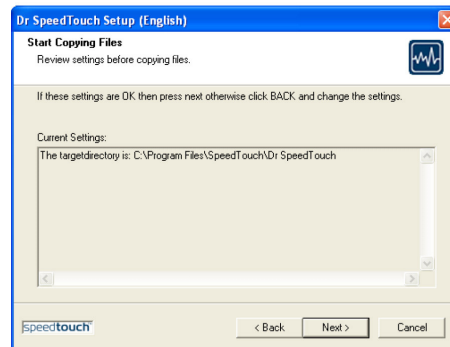 Dr SpeedTouch Setup (English)
Start Copying Files
Review settings before copying files.
If these settings are OK then press next otherwise click BACK and change the settings.
Current Settings:
The targetdirectory is: C:\Program Files\SpeedTouch\Dr SpeedTouch
speedtouch
< Back
Next >
Cancel